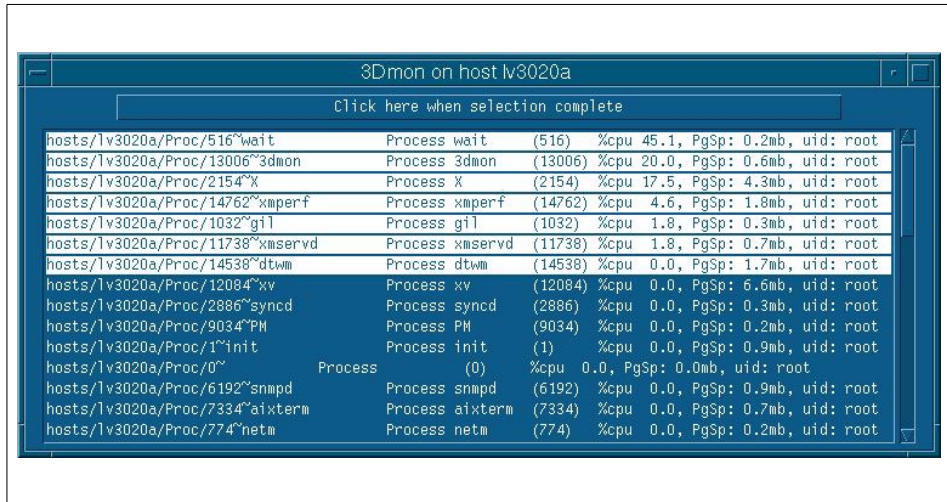 3Dmon on host lv3020a
Click here when selection complete
hosts/lv3020a/Proc/516~wait Process wait (516) %cpu 45.1, PgSp: 0.2mb, uid: root
hosts/lv3020a/Proc/13006~3dmon Process 3dmon (13006) %cpu 20.0, PgSp: 0.6mb, uid: root
hosts/lv3020a/Proc/2154~X Process X (2154) %cpu 17.5, PgSp: 4.3mb, uid: root
hosts/lv3020a/Proc/14762~xmperf Process xmperf (14762) %cpu 4.6, PgSp: 1.8mb, uid: root
hosts/lv3020a/Proc/1032~gil Process gil (1032) %cpu 1.8, PgSp: 0.3mb, uid: root
hosts/lv3020a/Proc/11738~xmservd Process xmservd (11738) %cpu 1.8, PgSp: 0.7mb, uid: root
hosts/lv3020a/Proc/14538~dtwm Process dtwm (14538) %cpu 0.0, PgSp: 1.7mb, uid: root
hosts/lv3020a/Proc/12084~xv Process xv (12084) %cpu 0.0, PgSp: 6.6mb, uid: root
hosts/lv3020a/Proc/2886~syncd Process syncd (2886) %cpu 0.0, PgSp: 0.3mb, uid: root
hosts/lv3020a/Proc/9034~PM Process PM (9034) %cpu 0.0, PgSp: 0.2mb, uid: root
hosts/lv3020a/Proc/1~init Process init (1) %cpu 0.0, PgSp: 0.9mb, uid: root
hosts/lv3020a/Proc/0~ Process (0) %cpu 0.0, PgSp: 0.0mb, uid: root
hosts/lv3020a/Proc/6192~snmpd Process snmpd (6192) %cpu 0.0, PgSp: 0.9mb, uid: root
hosts/lv3020a/Proc/7334~aixterm Process aixterm (7334) %cpu 0.0, PgSp: 0.7mb, uid: root
hosts/lv3020a/Proc/774~netm Process netm (774) %cpu 0.0, PgSp: 0.2mb, uid: root